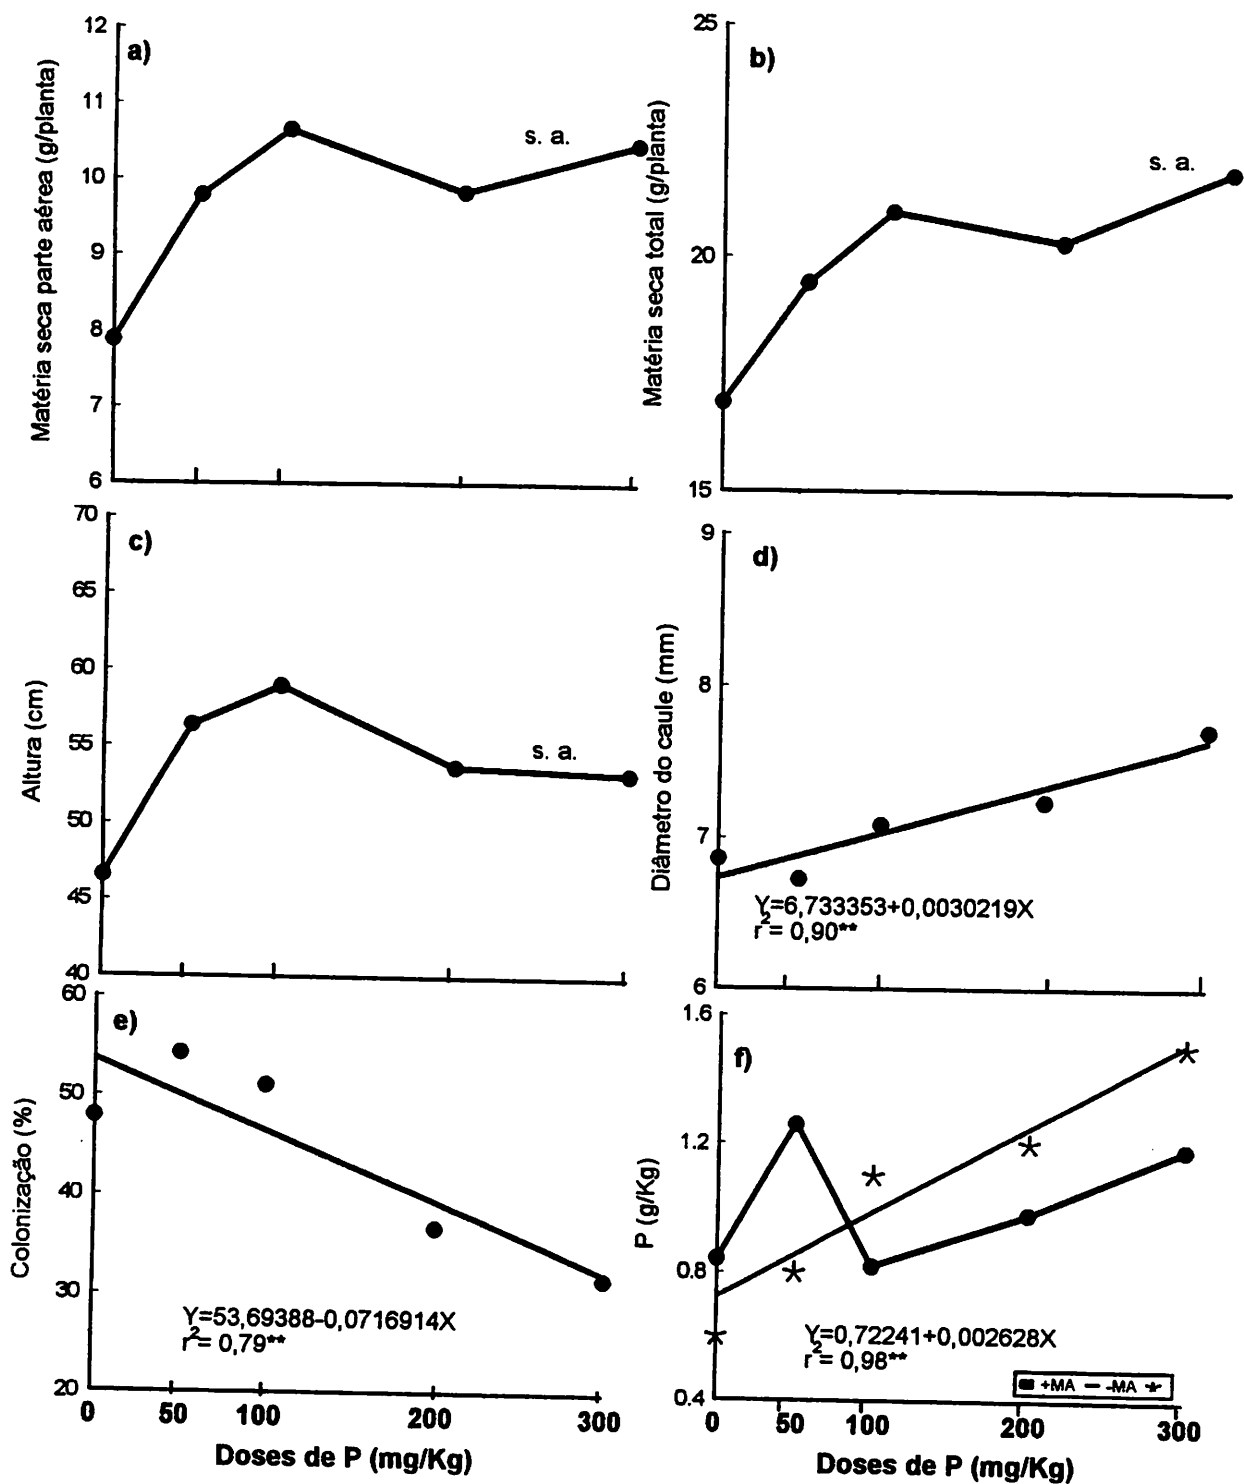 a)
12
11
10
9
8
7
6
Matéria seca parte aérea (g/planta)
s. a.
b)
25
20
15
Matéria seca total (g/planta)
s. a.
c)
70
65
60
55
50
45
40
Altura (cm)
s. a.
d)
9
8
7
6
Diâmetro do caule (mm)
Y=6,733353+0,0030219X
r²= 0,90**
e)
60
50
40
30
20
Colonização (%)
Y=53,69388-0,0716914X
r²= 0,79**
0 50 100 200 300
Doses de P (mg/Kg)
f)
1.6
1.2
0.8
0.4
P (g/Kg)
Y=0,72241+0,002628X
r²= 0,98**
+MA -MA
0 50 100 200 300
Doses de P (mg/Kg)